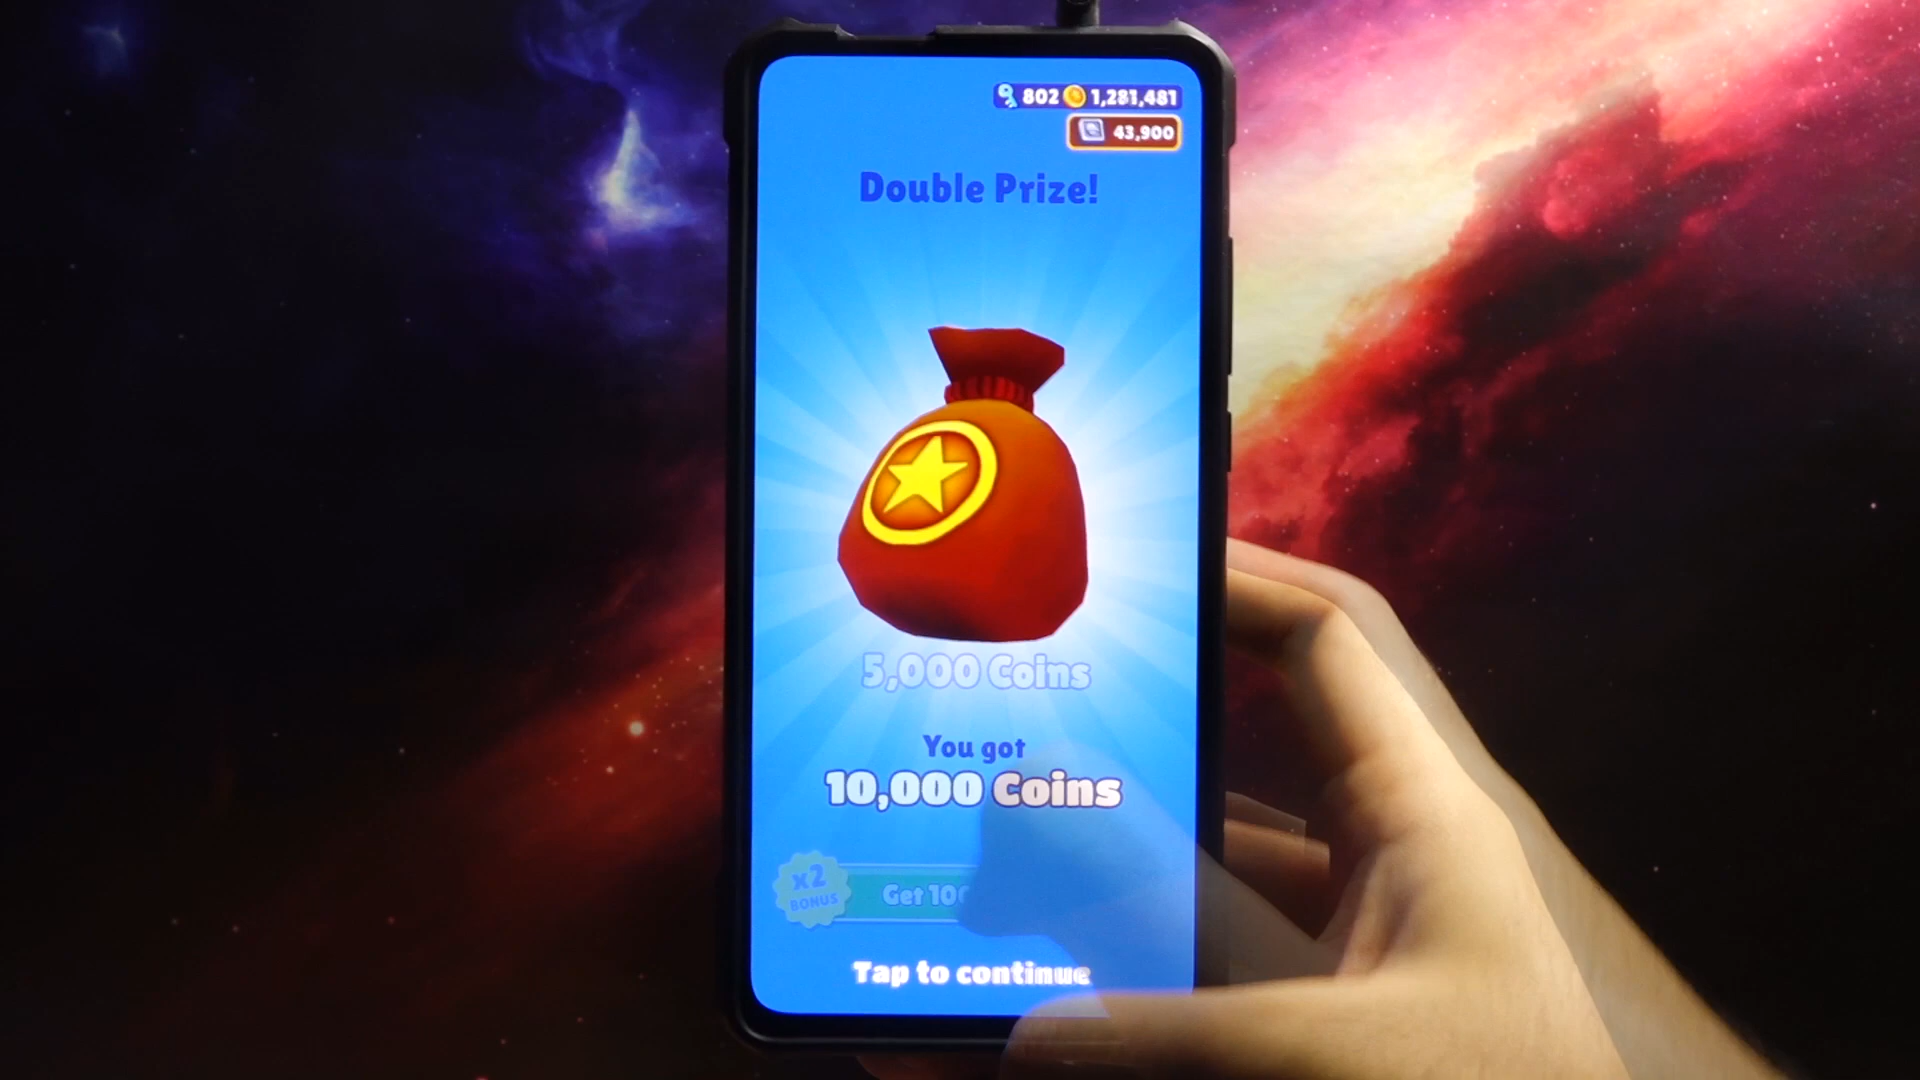 802 1,281,481
43,900
Double Prize!
5,000 Coins
You got
10,000 Coins
x2
BONUS
Get
Tap to continue